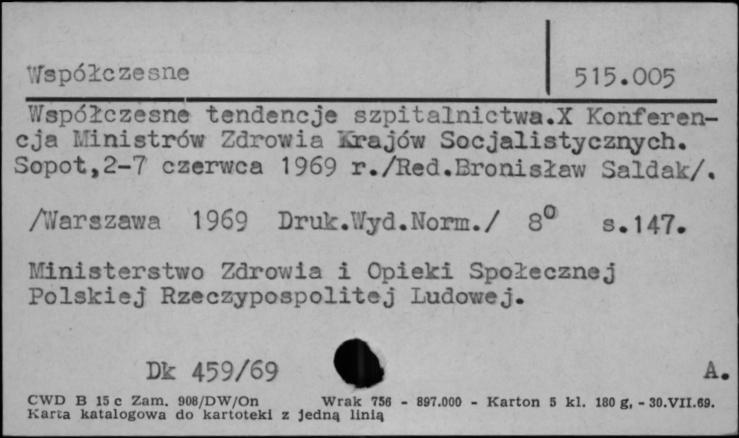 Współczesne
515.005
Współczesne tendencje szpitalnictwa.X Konferen-
cja Ministrów Zdrowia Krajów Socjalistycznych.
Sopot,2-7 czerwca 1969 r./Red.Bronisław Saldak/.
/Warszawa 1969 Druk.Wyd.Norm./ 8⁰ s.147.
Ministerstwo Zdrowia i Opieki Społecznej
Polskiej Rzeczypospolitej Ludowej.
Dk 459/69 A.
CWD B 15 c Zam. 908/DW/On Wrak 756 - 897.000 - Karton 5 kl. 180 g, - 30.VII.69.
Karta katalogowa do kartoteki z jedną linią